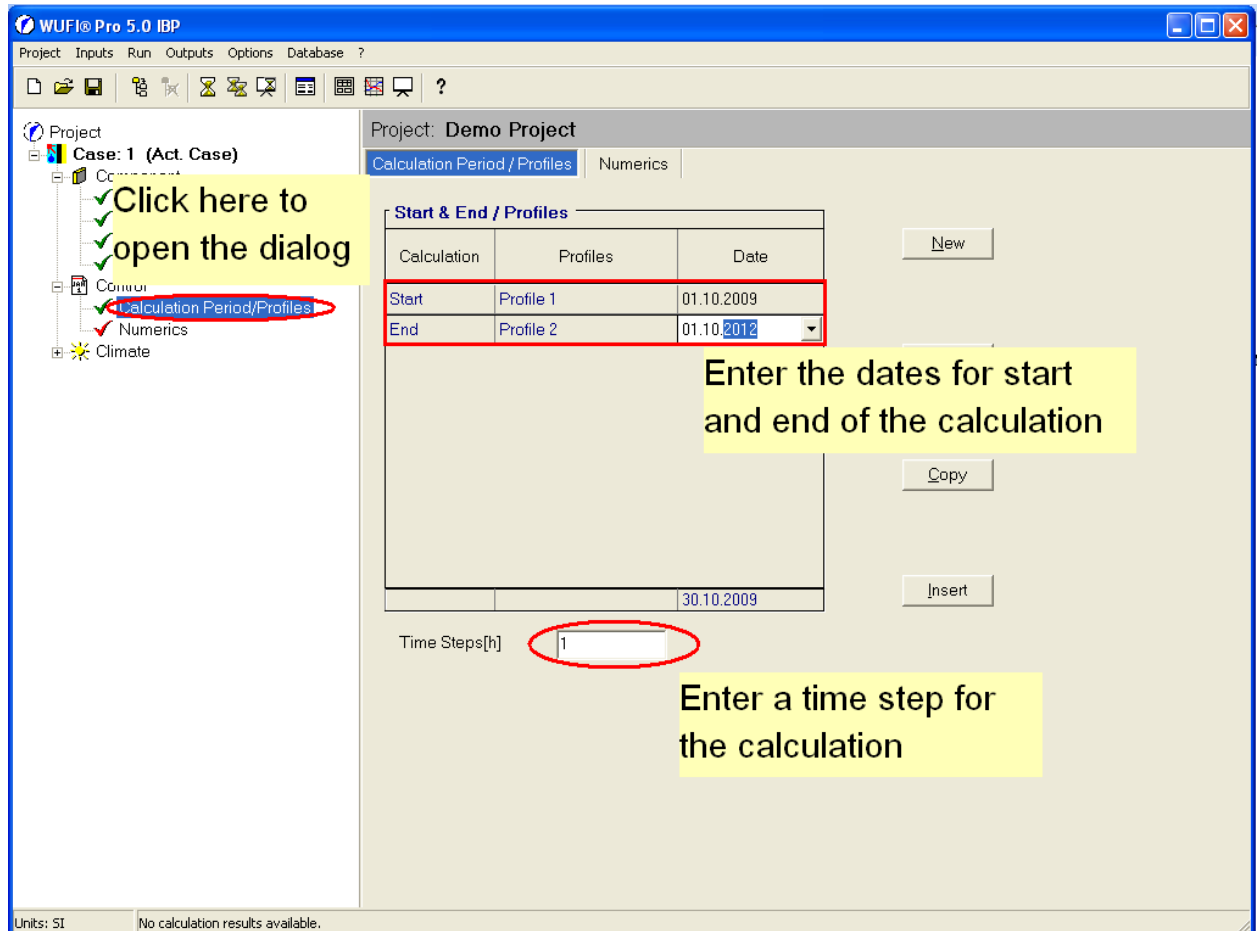 WUFI® Pro 5.0 IBP
Project Inputs Run Outputs Options Database ?
?
Project
Case: 1 (Act. Case)
Click here to
open the dialog
Control
Calculation Period/Profiles
Numerics
Climate
Project: Demo Project
Calculation Period / Profiles Numerics
Start & End / Profiles
Calculation Profiles Date
Start Profile 1 01.10.2009
End Profile 2 01.10.2012
30.10.2009
New
Enter the dates for start
and end of the calculation
Copy
Insert
Time Steps[h] 1
Enter a time step for
the calculation
Units: SI No calculation results available.